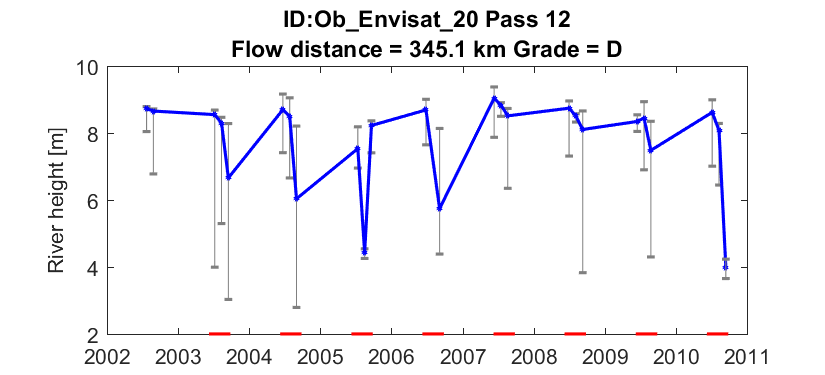 ID:Ob_Envisat_20 Pass 12
Flow distance = 345.1 km Grade = D
River height [m]
10
8
6
4
2
2002 2003 2004 2005 2006 2007 2008 2009 2010 2011